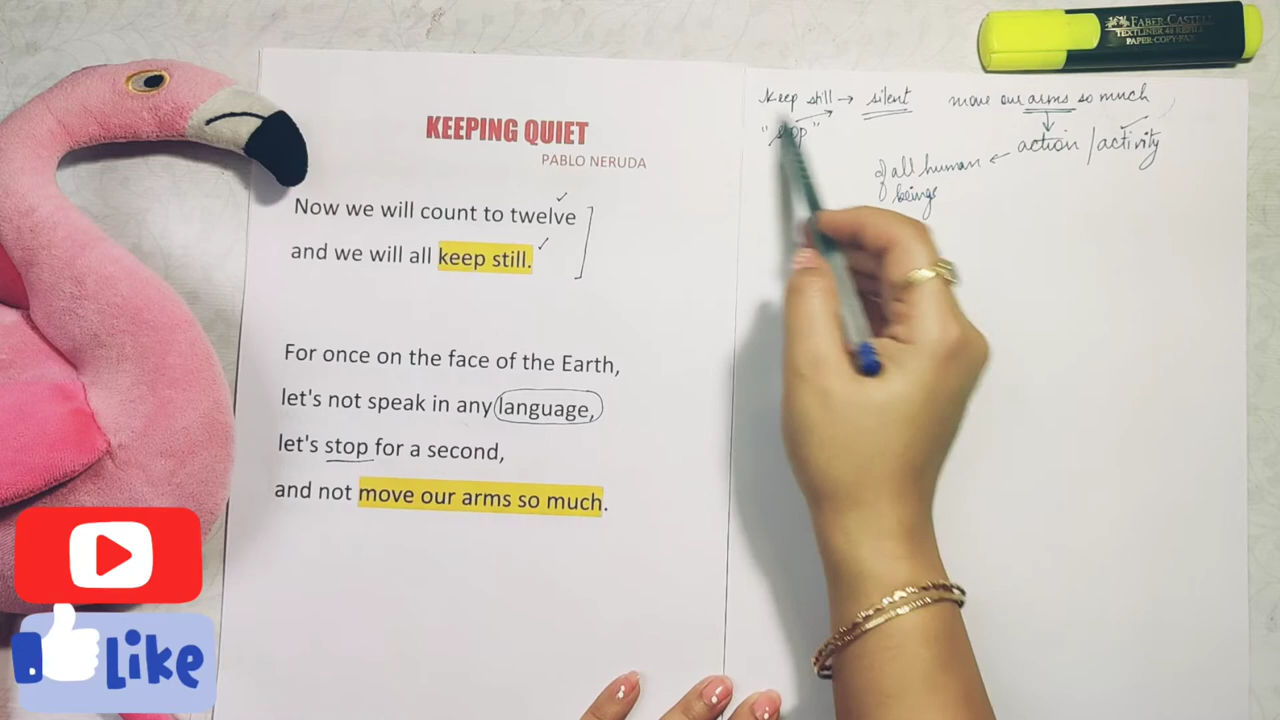 KEEPING QUIET
PABLO NERUDA
Now we will count to twelve
and we will all keep still.
For once on the face of the Earth,
let's not speak in any language,
let's stop for a second,
and not move our arms so much.
Keep still → silent
"stop"
move our arms so much
action / activity
of all human
beings
FABER-CASTELL
TEXTLINER 48 REFILL
PAPER·COPY·FAX
Like